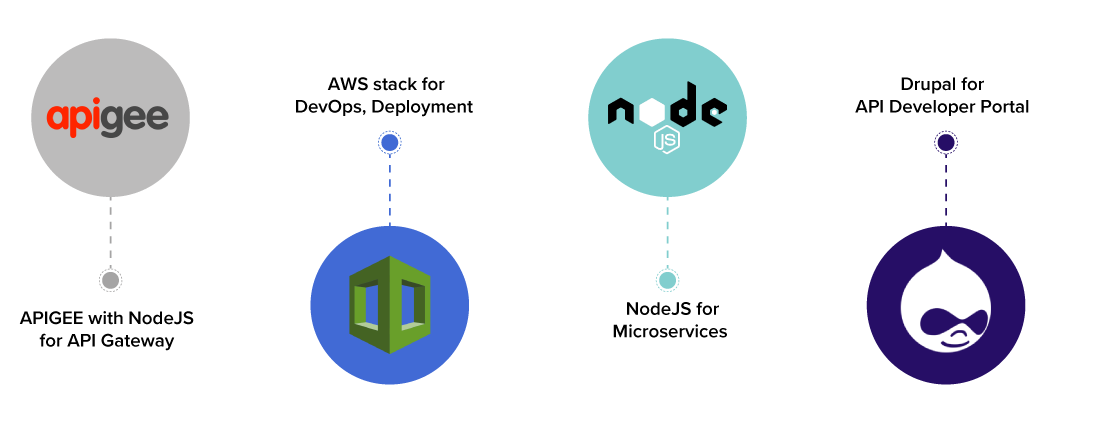 apigee
APIGEE with NodeJS
for API Gateway
AWS stack for
DevOps, Deployment
node
JS
NodeJS for
Microservices
Drupal for
API Developer Portal